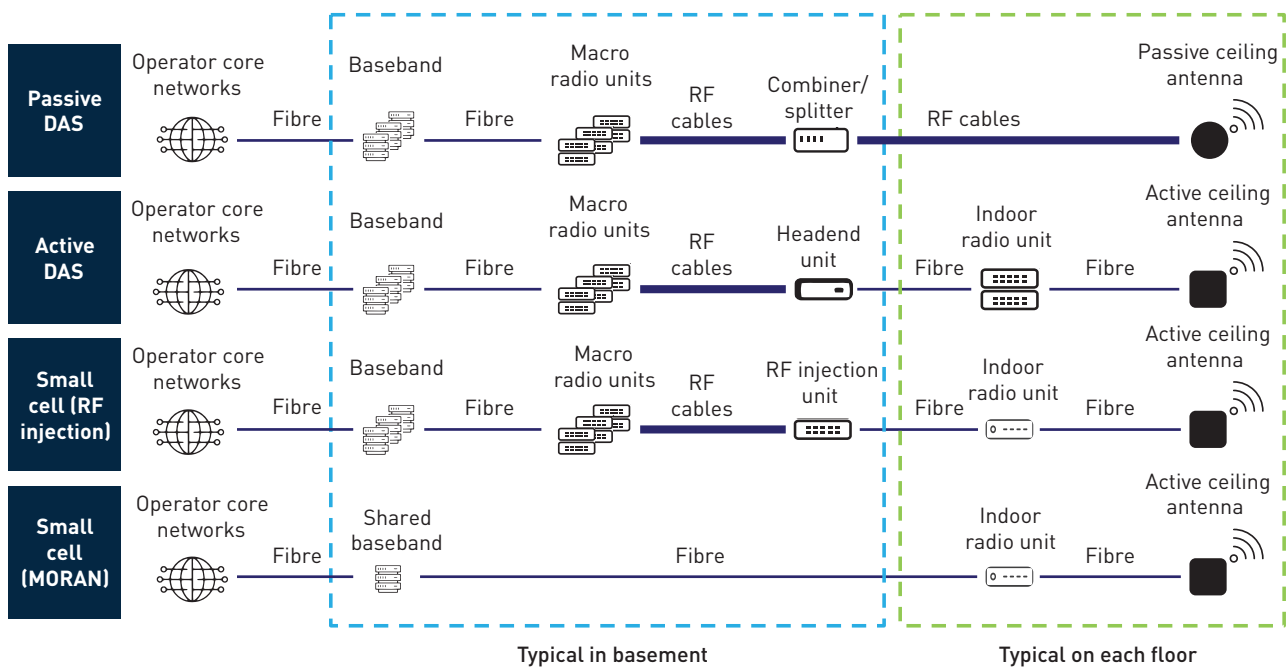 Passive
DAS
Operator core
networks
Fibre
Baseband
Fibre
Macro
radio units
RF
cables
Combiner/
splitter
RF cables
Passive ceiling
antenna
Active
DAS
Operator core
networks
Fibre
Baseband
Fibre
Macro
radio units
RF
cables
Headend
unit
Fibre
Indoor
radio unit
Fibre
Active ceiling
antenna
Small
cell (RF
injection)
Operator core
networks
Fibre
Baseband
Fibre
Macro
radio units
RF
cables
RF injection
unit
Fibre
Indoor
radio unit
Fibre
Active ceiling
antenna
Small
cell
(MORAN)
Operator core
networks
Fibre
Shared
baseband
Fibre
Indoor
radio unit
Fibre
Active ceiling
antenna
Typical in basement
Typical on each floor